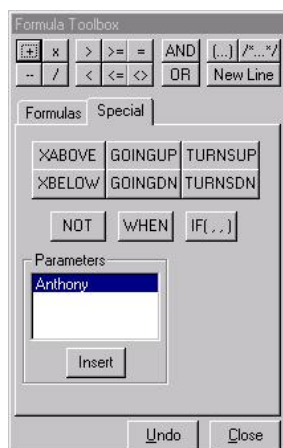 Formula Toolbox
+ x > >= = AND (...) /*...*/
-- / < <= <> OR New Line
Formulas Special
XABOVE GOINGUP TURNSUP
XBELOW GOINGDN TURNSDN
NOT WHEN IF( , , )
Parameters
Anthony
Insert
Undo Close